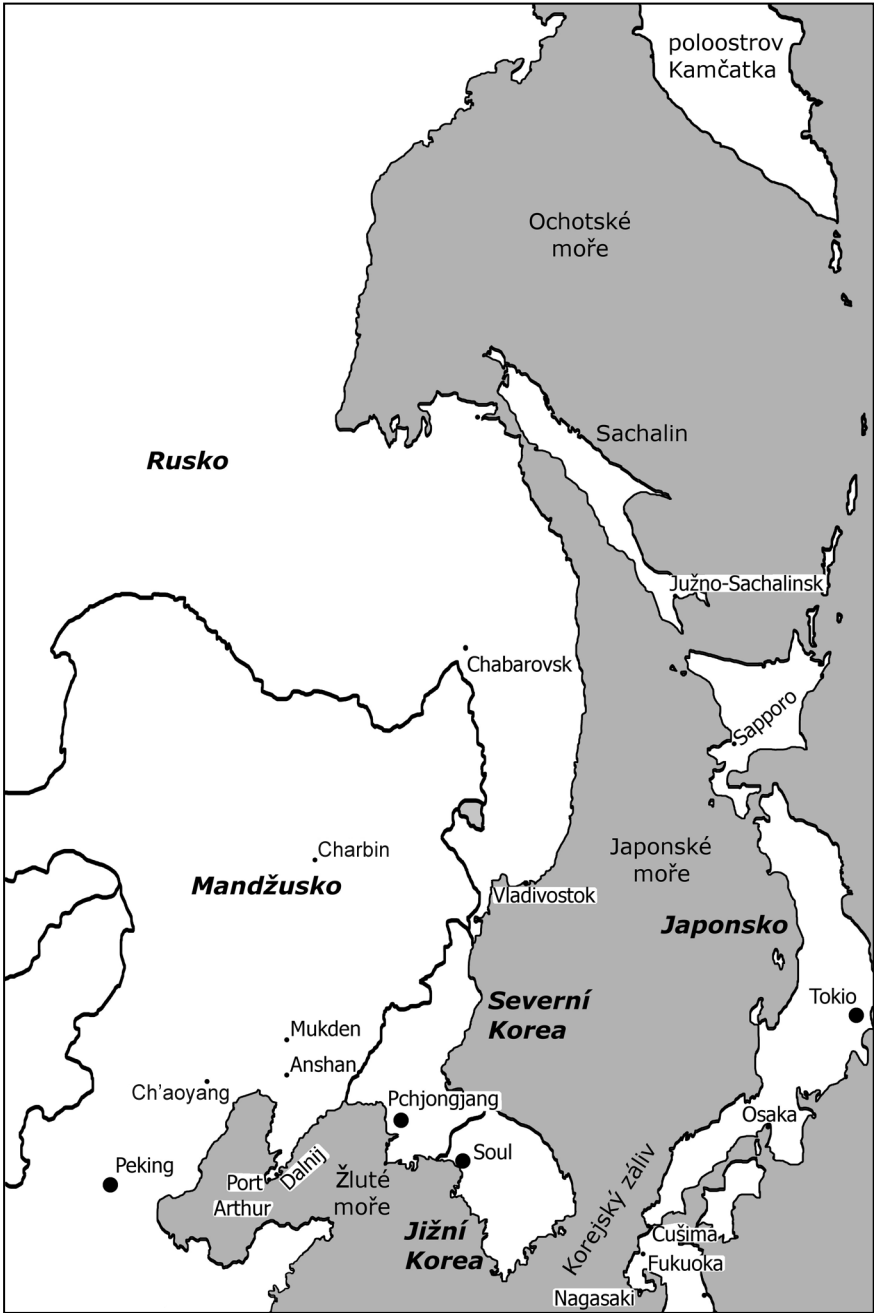 poloostrov
Kamčatka
Ochotské
moře
Sachalin
Rusko
Južno-Sachalinsk
Chabarovsk
Sapporo
Charbin
Japonské
moře
Mandžusko
Vladivostok
Japonsko
Severní
Korea
Tokio
Mukden
Anshan
Ch'aoyang
Pchjongjang
Osaka
Soul
Peking
Port
Arthur
Dalnij
Žluté
moře
Korejský záliv
Jižní
Korea
Cušima
Fukuoka
Nagasaki